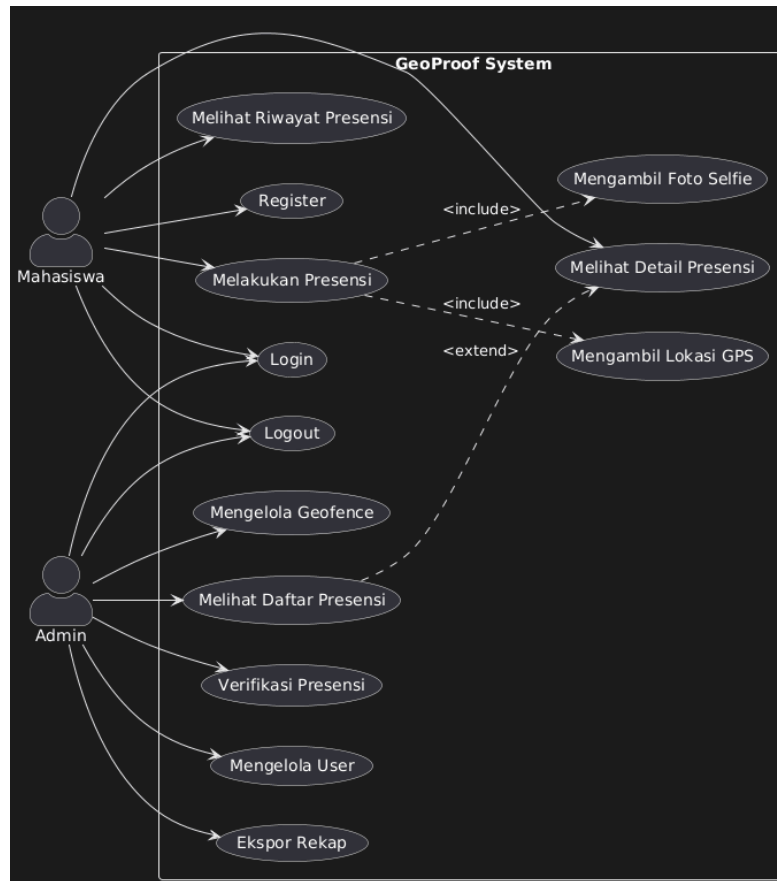 GeoProof System
Melihat Riwayat Presensi
Mengambil Foto Selfie
Register
<include>
Mahasiswa
Melakukan Presensi
Melihat Detail Presensi
<include>
Login
<extend>
Mengambil Lokasi GPS
Logout
Mengelola Geofence
Melihat Daftar Presensi
Admin
Verifikasi Presensi
Mengelola User
Ekspor Rekap